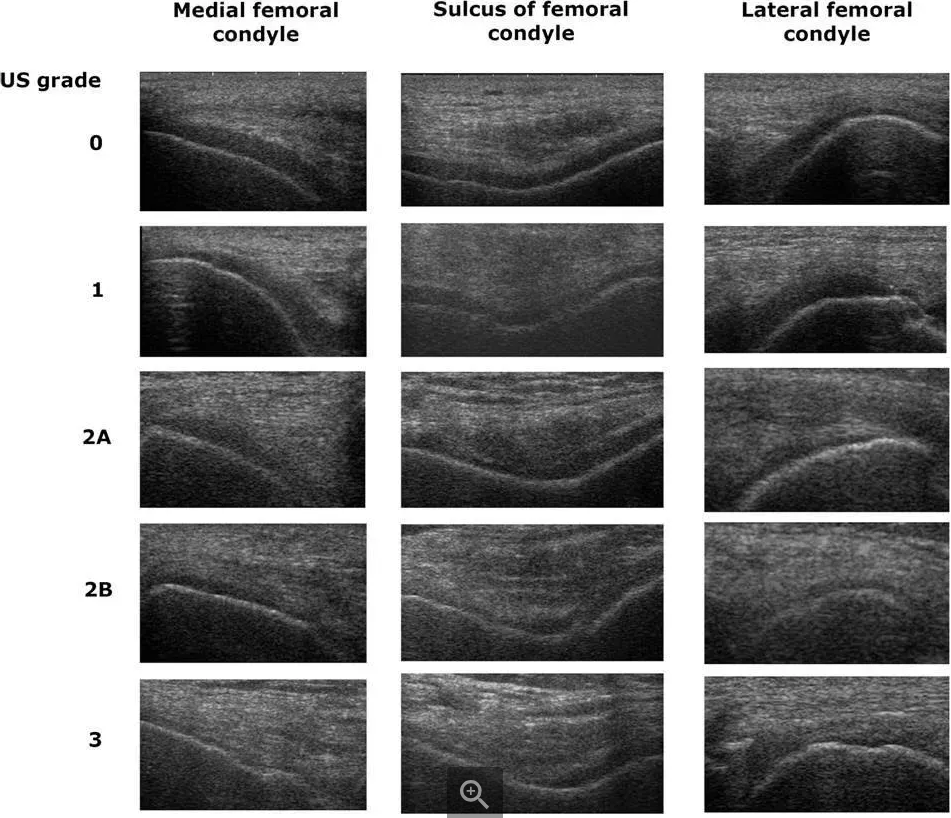 Medial femoral
condyle
Sulcus of femoral
condyle
Lateral femoral
condyle
US grade
0
1
2A
2B
3